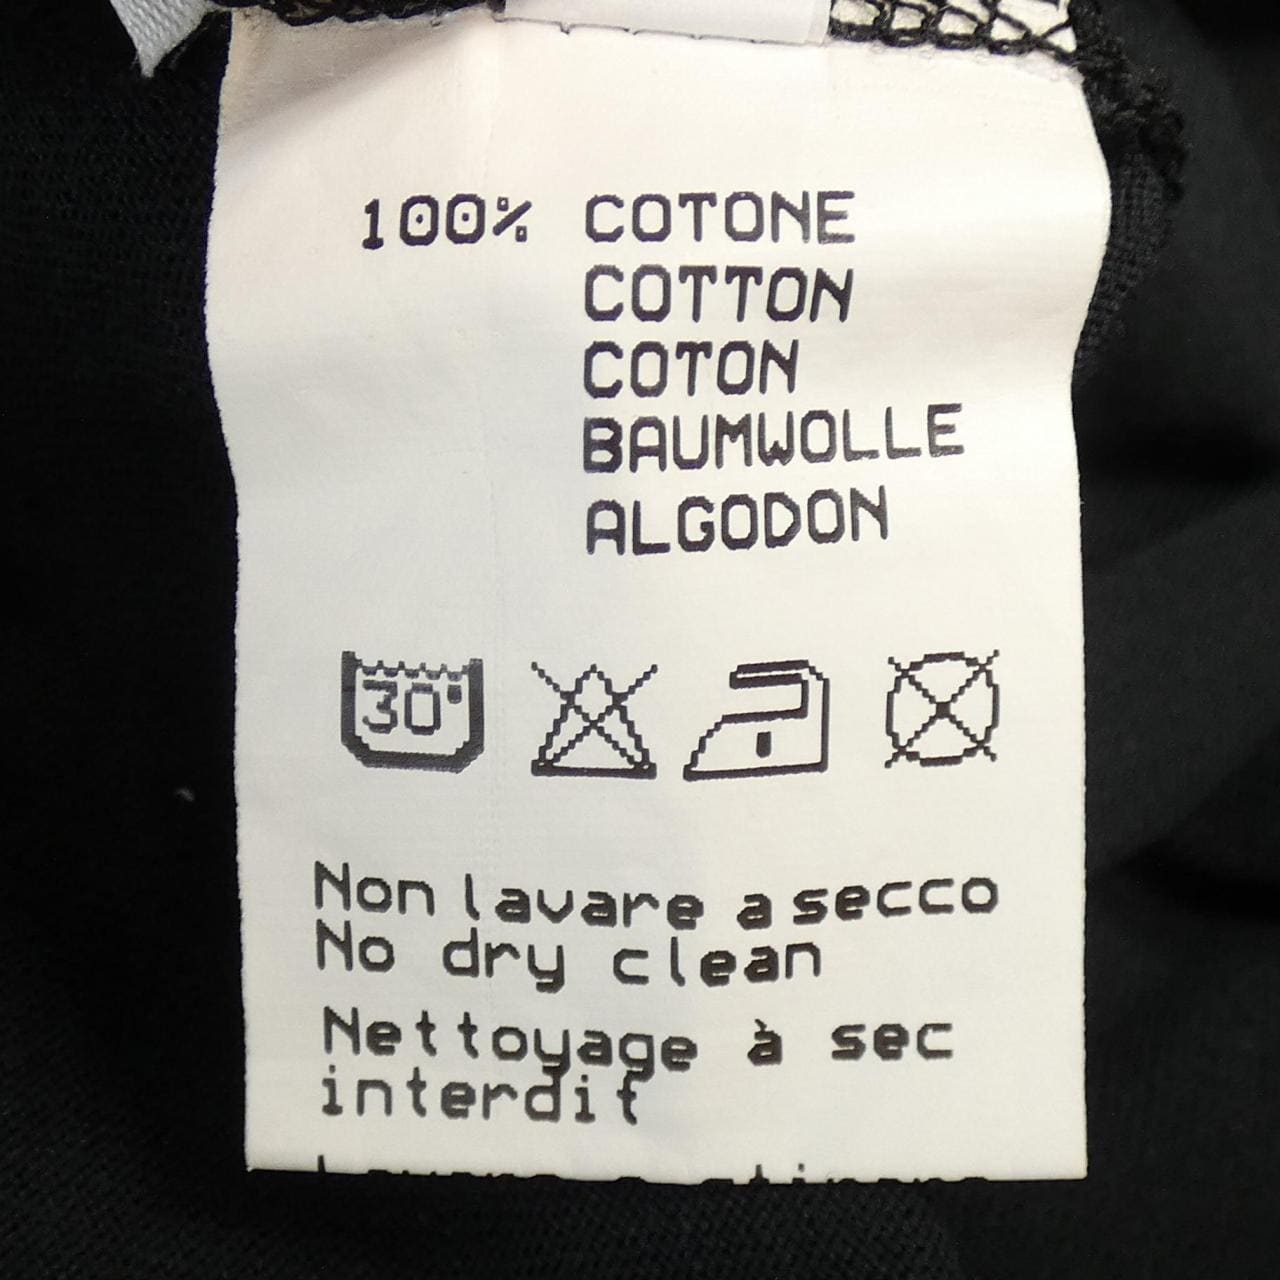 100% COTONE
COTTON
COTON
BAUMWOLLE
ALGODON
30°
Non lavare a secco
No dry clean
Nettoyage à sec
interdit